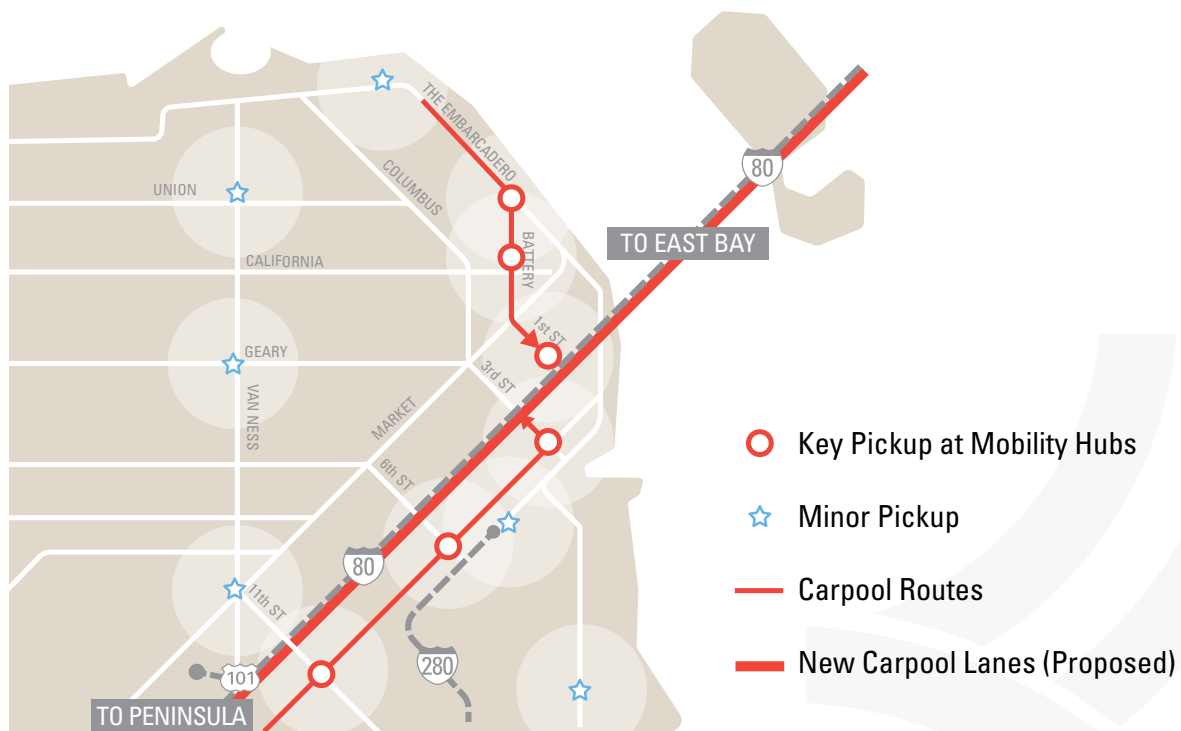 THE EMBARCADERO
COLUMBUS
UNION
80
BATTERY
TO EAST BAY
CALIFORNIA
1st ST
GEARY
3rd ST
VAN NESS
MARKET
Key Pickup at Mobility Hubs
6th ST
Minor Pickup
80
11th ST
Carpool Routes
280
101
New Carpool Lanes (Proposed)
TO PENINSULA